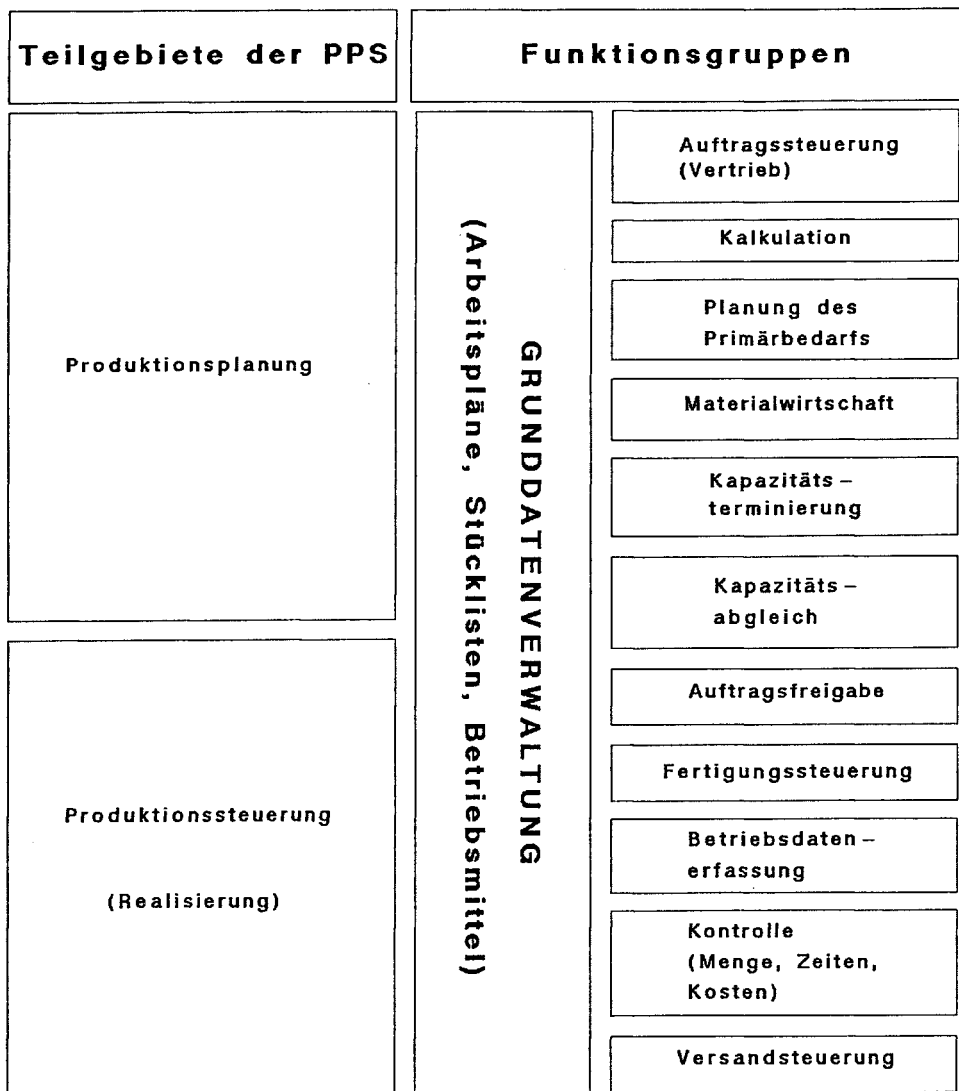 Teilgebiete der PPS
Funktionsgruppen
Produktionsplanung
Produktionssteuerung
(Realisierung)
GRUNDDATENVERWALTUNG
(Arbeitspläne, Stücklisten, Betriebsmittel)
Auftragssteuerung
(Vertrieb)
Kalkulation
Planung des
Primärbedarfs
Materialwirtschaft
Kapazitäts –
terminierung
Kapazitäts –
abgleich
Auftragsfreigabe
Fertigungssteuerung
Betriebsdaten –
erfassung
Kontrolle
(Menge, Zeiten,
Kosten)
Versandsteuerung